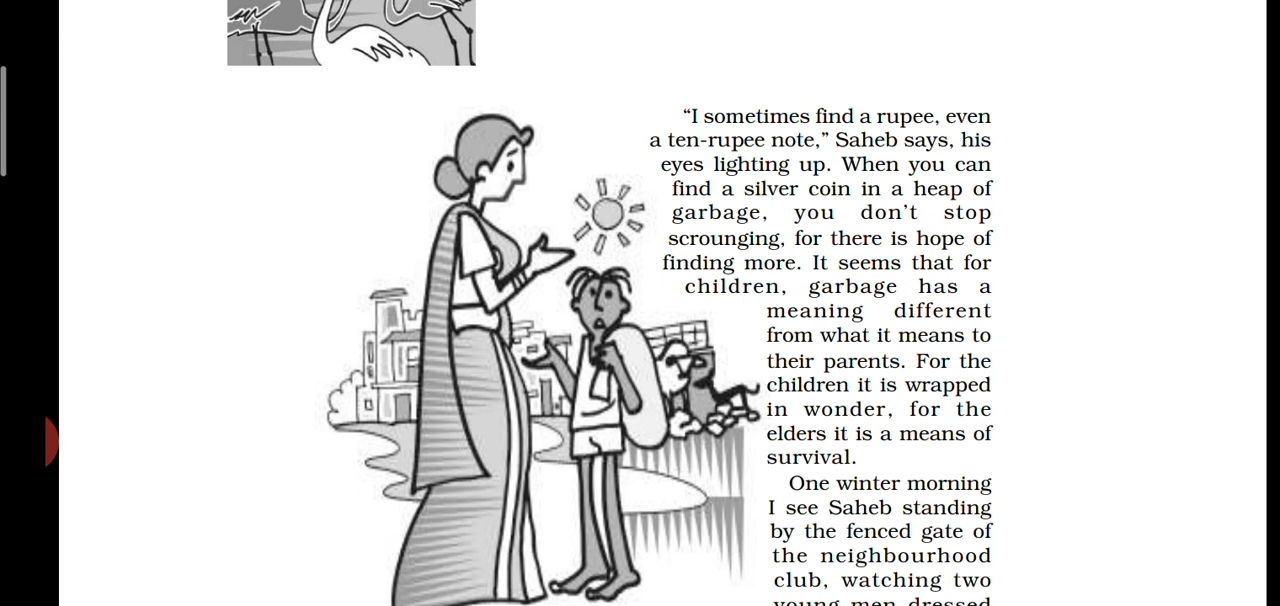 “I sometimes find a rupee, even
a ten-rupee note,” Saheb says, his
eyes lighting up. When you can
find a silver coin in a heap of
garbage, you don’t stop
scrounging, for there is hope of
finding more. It seems that for
children, garbage has a
meaning different
from what it means to
their parents. For the
children it is wrapped
in wonder, for the
elders it is a means of
survival.
One winter morning
I see Saheb standing
by the fenced gate of
the neighbourhood
club, watching two
young men dressed